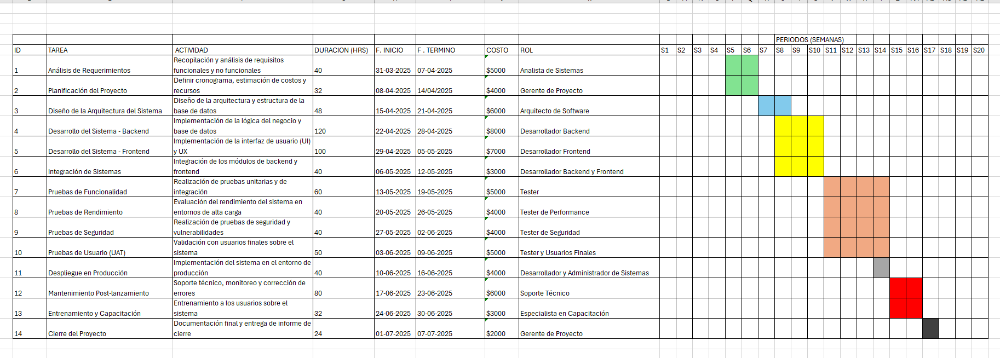 PERIODOS (SEMANAS)
ID TAREA ACTIVIDAD DURACION (HRS) F. INICIO F . TERMINO COSTO ROL S1 S2 S3 S4 S5 S6 S7 S8 S9 S10 S11 S12 S13 S14 S15 S16 S17 S18 S19 S20
Recopilación y análisis de requisitos
1 Análisis de Requerimientos funcionales y no funcionales 40 31-03-2025 07-04-2025 $5000 Analista de Sistemas
Definir cronograma, estimación de costos y
2 Planificación del Proyecto recursos 32 08-04-2025 14/04/2025 $4000 Gerente de Proyecto
Diseño de la arquitectura y estructura de la
3 Diseño de la Arquitectura del Sistema base de datos 48 15-04-2025 21-04-2025 $6000 Arquitecto de Software
Implementación de la lógica del negocio y
4 Desarrollo del Sistema - Backend base de datos 120 22-04-2025 28-04-2025 $8000 Desarrollador Backend
Implementación de la interfaz de usuario (UI)
5 Desarrollo del Sistema - Frontend y UX 100 29-04-2025 05-05-2025 $7000 Desarrollador Frontend
Integración de los módulos de backend y
6 Integración de Sistemas frontend 40 06-05-2025 12-05-2025 $3000 Desarrollador Backend y Frontend
Realización de pruebas unitarias y de
7 Pruebas de Funcionalidad integración 60 13-05-2025 19-05-2025 $5000 Tester
Evaluación del rendimiento del sistema en
8 Pruebas de Rendimiento entornos de alta carga 40 20-05-2025 26-05-2025 $4000 Tester de Performance
Realización de pruebas de seguridad y
9 Pruebas de Seguridad vulnerabilidades 40 27-05-2025 02-06-2025 $4000 Tester de Seguridad
Validación con usuarios finales sobre el
10 Pruebas de Usuario (UAT) sistema 50 03-06-2025 09-06-2025 $5000 Tester y Usuarios Finales
Implementación del sistema en el entorno de
11 Despliegue en Producción producción 40 10-06-2025 16-06-2025 $4000 Desarrollador y Administrador de Sistemas
Soporte técnico, monitoreo y corrección de
12 Mantenimiento Post-lanzamiento errores 80 17-06-2025 23-06-2025 $6000 Soporte Técnico
Entrenamiento a los usuarios sobre el
13 Entrenamiento y Capacitación sistema 32 24-06-2025 30-06-2025 $3000 Especialista en Capacitación
Documentación final y entrega de informe de
14 Cierre del Proyecto cierre 24 01-07-2025 07-07-2025 $2000 Gerente de Proyecto